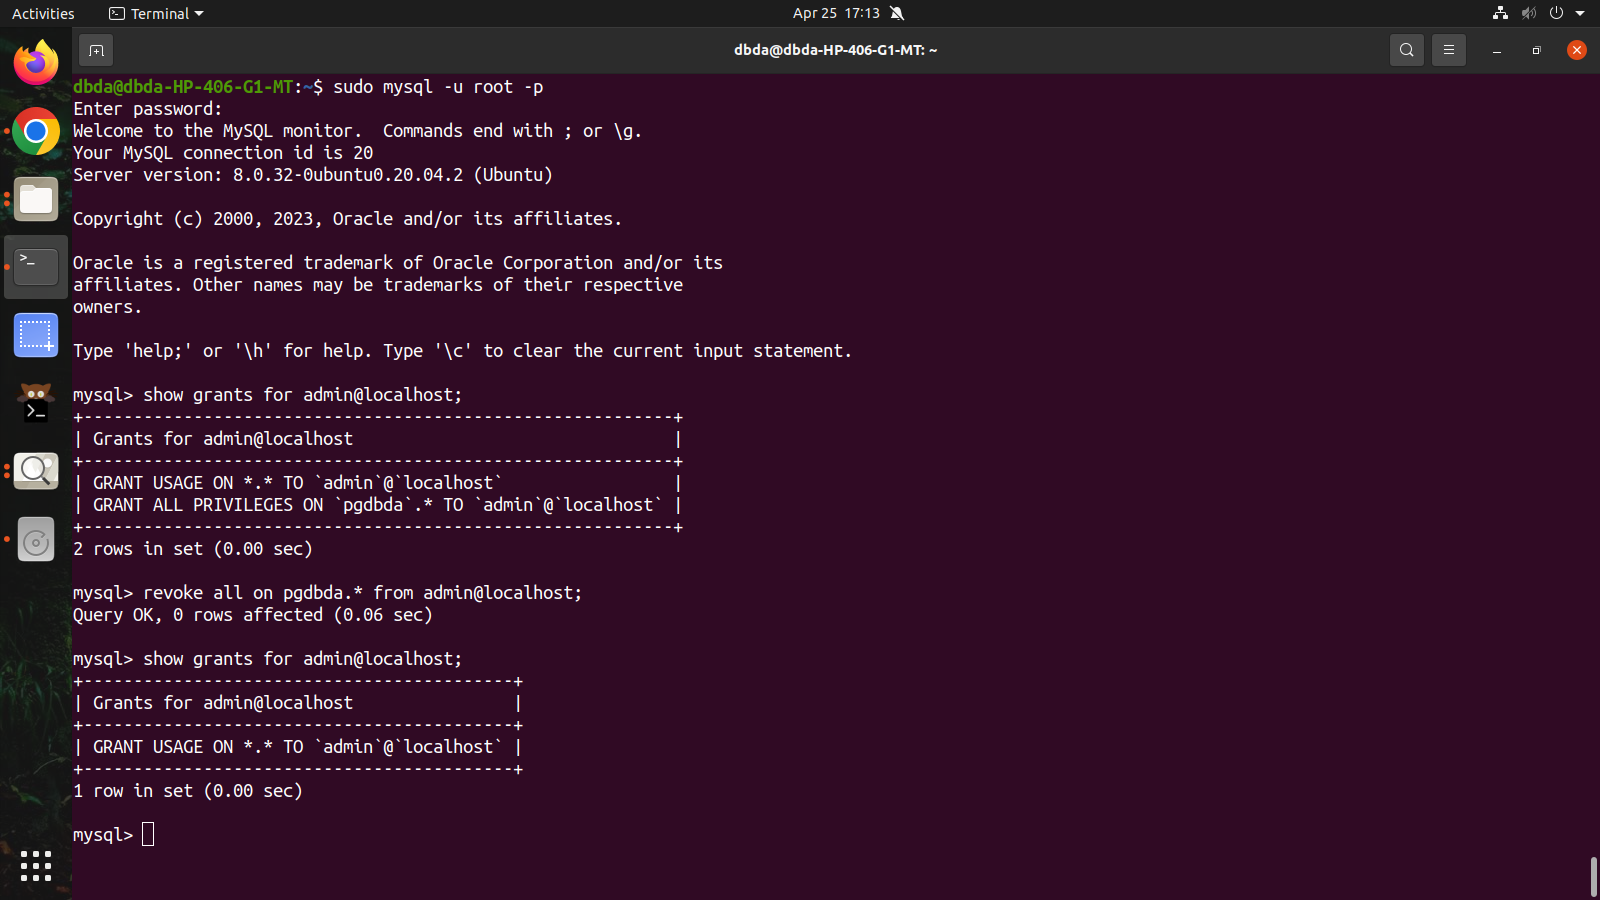 Activities Terminal Apr 25 17:13
dbda@dbda-HP-406-G1-MT: ~
dbda@dbda-HP-406-G1-MT:~$ sudo mysql -u root -p
Enter password:
Welcome to the MySQL monitor.  Commands end with ; or \g.
Your MySQL connection id is 20
Server version: 8.0.32-0ubuntu0.20.04.2 (Ubuntu)

Copyright (c) 2000, 2023, Oracle and/or its affiliates.

Oracle is a registered trademark of Oracle Corporation and/or its
affiliates. Other names may be trademarks of their respective
owners.

Type 'help;' or '\h' for help. Type '\c' to clear the current input statement.

mysql> show grants for admin@localhost;
+-----------------------------------------------------------+
| Grants for admin@localhost                                |
+-----------------------------------------------------------+
| GRANT USAGE ON *.* TO `admin`@`localhost`                 |
| GRANT ALL PRIVILEGES ON `pgdbda`.* TO `admin`@`localhost` |
+-----------------------------------------------------------+
2 rows in set (0.00 sec)

mysql> revoke all on pgdbda.* from admin@localhost;
Query OK, 0 rows affected (0.06 sec)

mysql> show grants for admin@localhost;
+-------------------------------------------+
| Grants for admin@localhost                |
+-------------------------------------------+
| GRANT USAGE ON *.* TO `admin`@`localhost` |
+-------------------------------------------+
1 row in set (0.00 sec)

mysql>